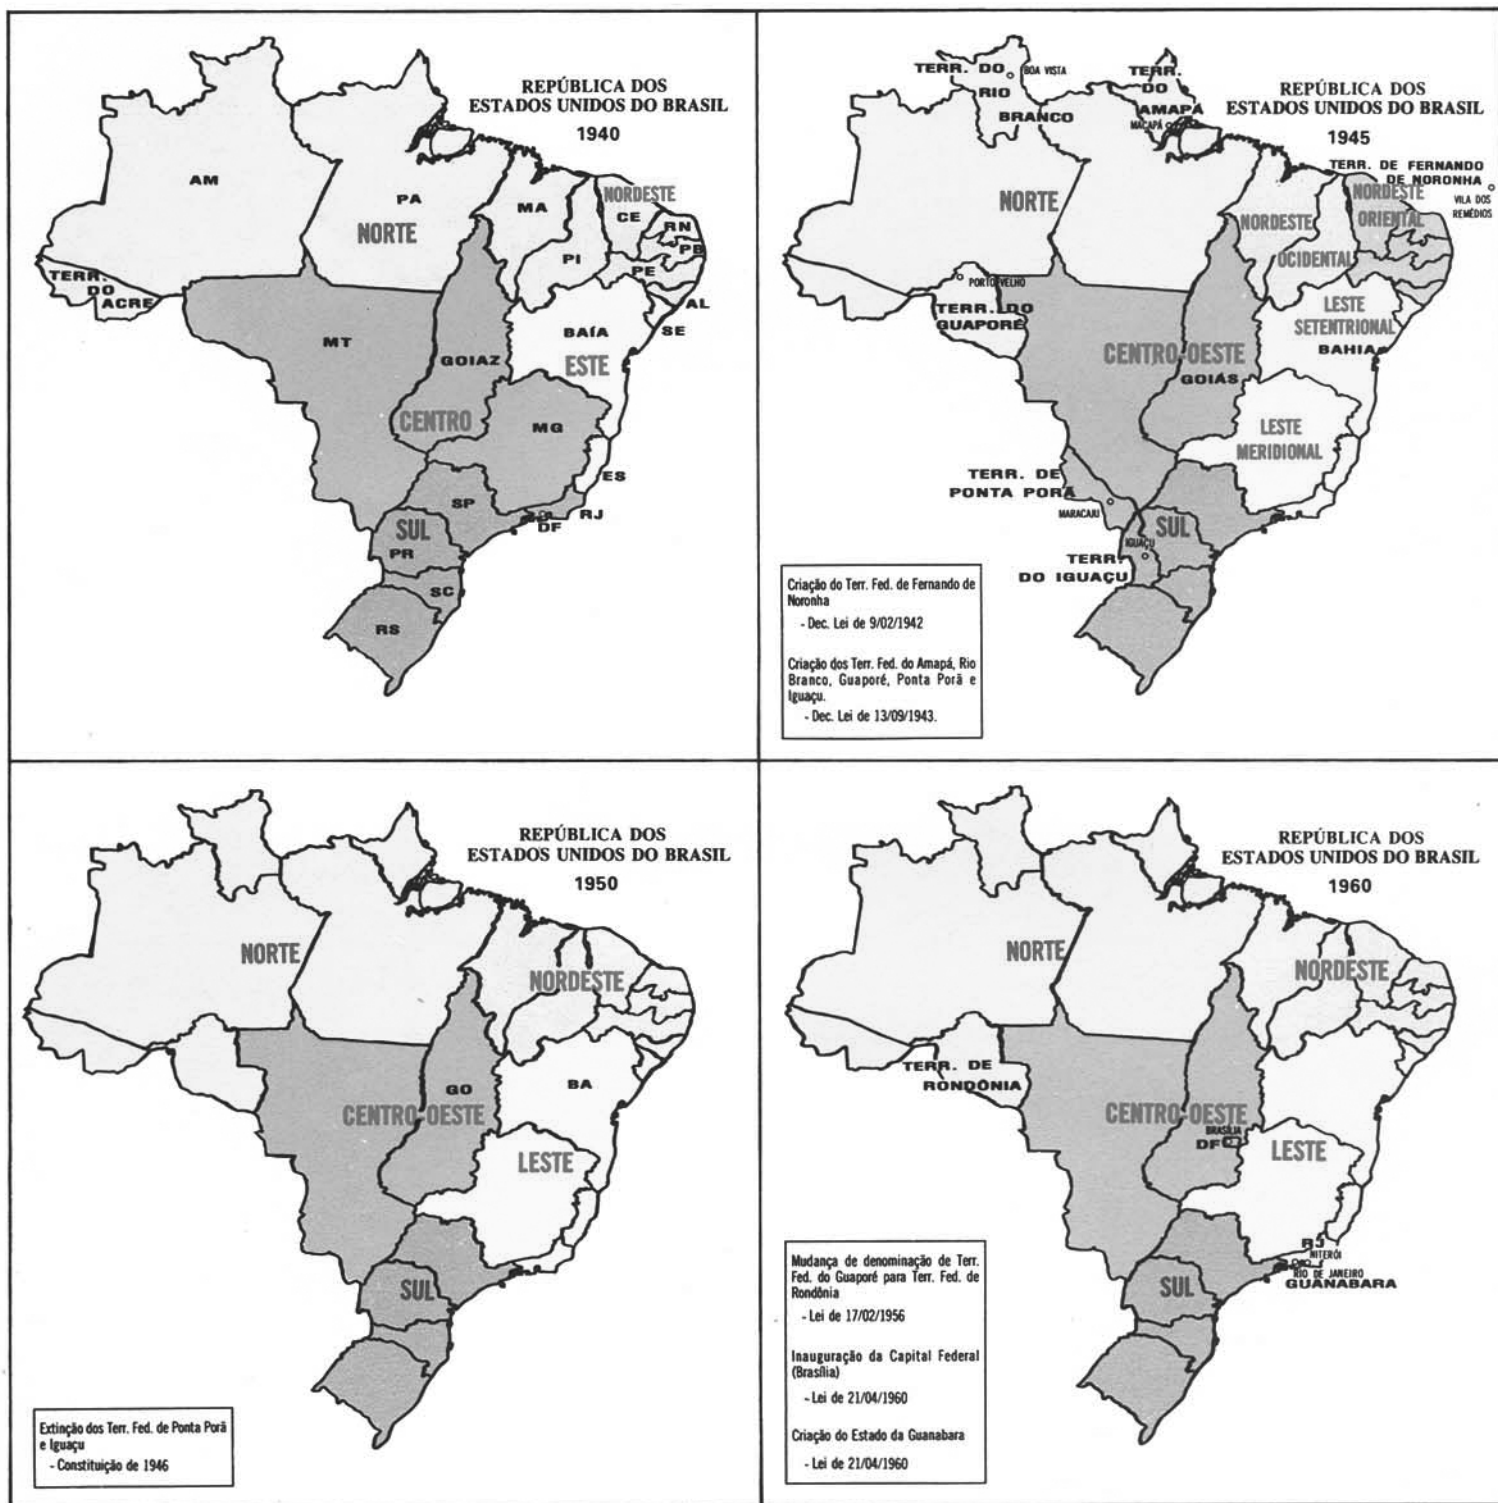 REPÚBLICA DOS
ESTADOS UNIDOS DO BRASIL
1940
AM
PA
NORTE
MA
NORDESTE
CE
RN
PB
PI
PE
AL
SE
TERR.
DO
ACRE
MT
GOIAZ
BAÍA
ESTE
CENTRO
MG
ES
SP
RJ
DF
SUL
PR
SC
RS
REPÚBLICA DOS
ESTADOS UNIDOS DO BRASIL
1945
TERR. DO
RIO
BRANCO
BOA VISTA
TERR.
DO
AMAPÁ
MACAPÁ
TERR. DE FERNANDO
DE NORONHA
VILA DOS
REMÉDIOS
NORTE
NORDESTE
OCIDENTAL
NORDESTE
ORIENTAL
PORTO VELHO
TERR. DO
GUAPORÉ
LESTE
SETENTRIONAL
BAHIA
CENTRO-OESTE
GOIÁS
LESTE
MERIDIONAL
TERR. DE
PONTA PORÃ
MARACAJU
SUL
IGUAÇU
TERR.
DO IGUAÇU
Criação do Terr. Fed. de Fernando de
Noronha
- Dec. Lei de 9/02/1942
Criação dos Terr. Fed. do Amapá, Rio
Branco, Guaporé, Ponta Porã e
Iguaçu.
- Dec. Lei de 13/09/1943.
REPÚBLICA DOS
ESTADOS UNIDOS DO BRASIL
1950
NORTE
NORDESTE
GO
BA
CENTRO-OESTE
LESTE
SUL
Extinção dos Terr. Fed. de Ponta Porã
e Iguaçu
- Constituição de 1946
REPÚBLICA DOS
ESTADOS UNIDOS DO BRASIL
1960
NORTE
NORDESTE
TERR. DE
RONDÔNIA
CENTRO-OESTE
BRASÍLIA
DF
LESTE
RJ
NITERÓI
RIO DE JANEIRO
GUANABARA
SUL
Mudança de denominação de Terr.
Fed. do Guaporé para Terr. Fed. de
Rondônia
- Lei de 17/02/1956
Inauguração da Capital Federal
(Brasília)
- Lei de 21/04/1960
Criação do Estado da Guanabara
- Lei de 21/04/1960